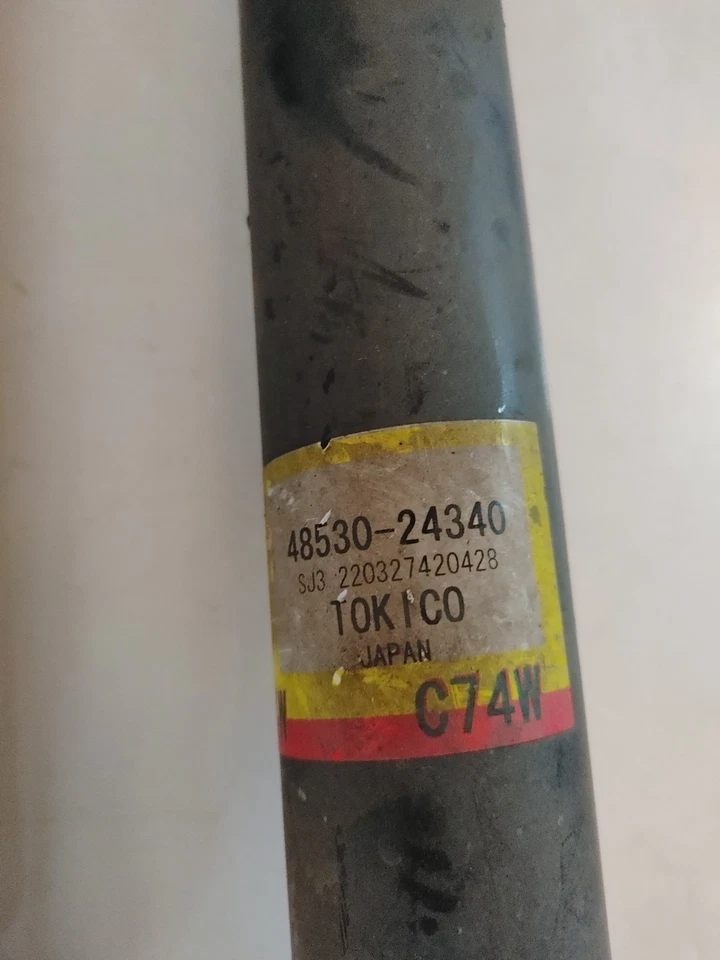 48530-24340
SJ3 220327420428
TOKICO
JAPAN
C74W